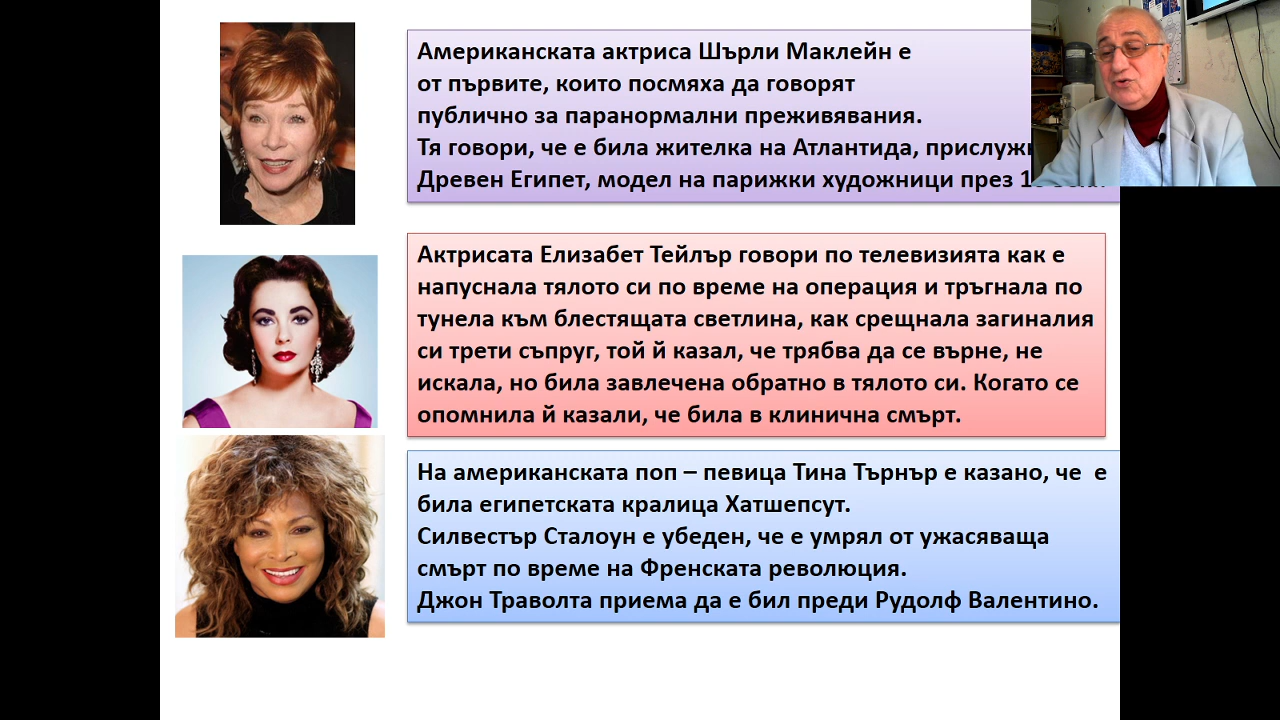 Американската актриса Шърли Маклейн е
от първите, които посмяха да говорят
публично за паранормални преживявания.
Тя говори, че е била жителка на Атлантида,
Древен Египет, модел на парижки художници през
Актрисата Елизабет Тейлър говори по телевизията как е
напуснала тялото си по време на операция и тръгнала по
тунела към блестящата светлина, как срещнала загиналия
си трети съпруг, той й казал, че трябва да се върне, не
искала, но била завлечена обратно в тялото си. Когато се
опомнила й казали, че била в клинична смърт.
На американската поп – певица Тина Търнър е казано, че е
била египетската кралица Хатшепсут.
Силвестър Сталоун е убеден, че е умрял от ужасяваща
смърт по време на Френската революция.
Джон Траволта приема да е бил преди Рудолф Валентино.